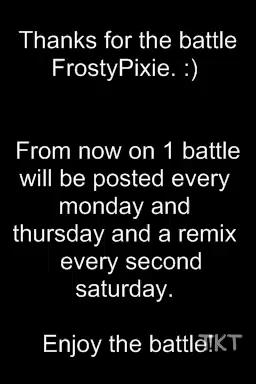 Thanks for the battle
FrostyPixie. :)
From now on 1 battle
will be posted every
monday and
thursday and a remix
every second
saturday.
Enjoy the battle!
TKT